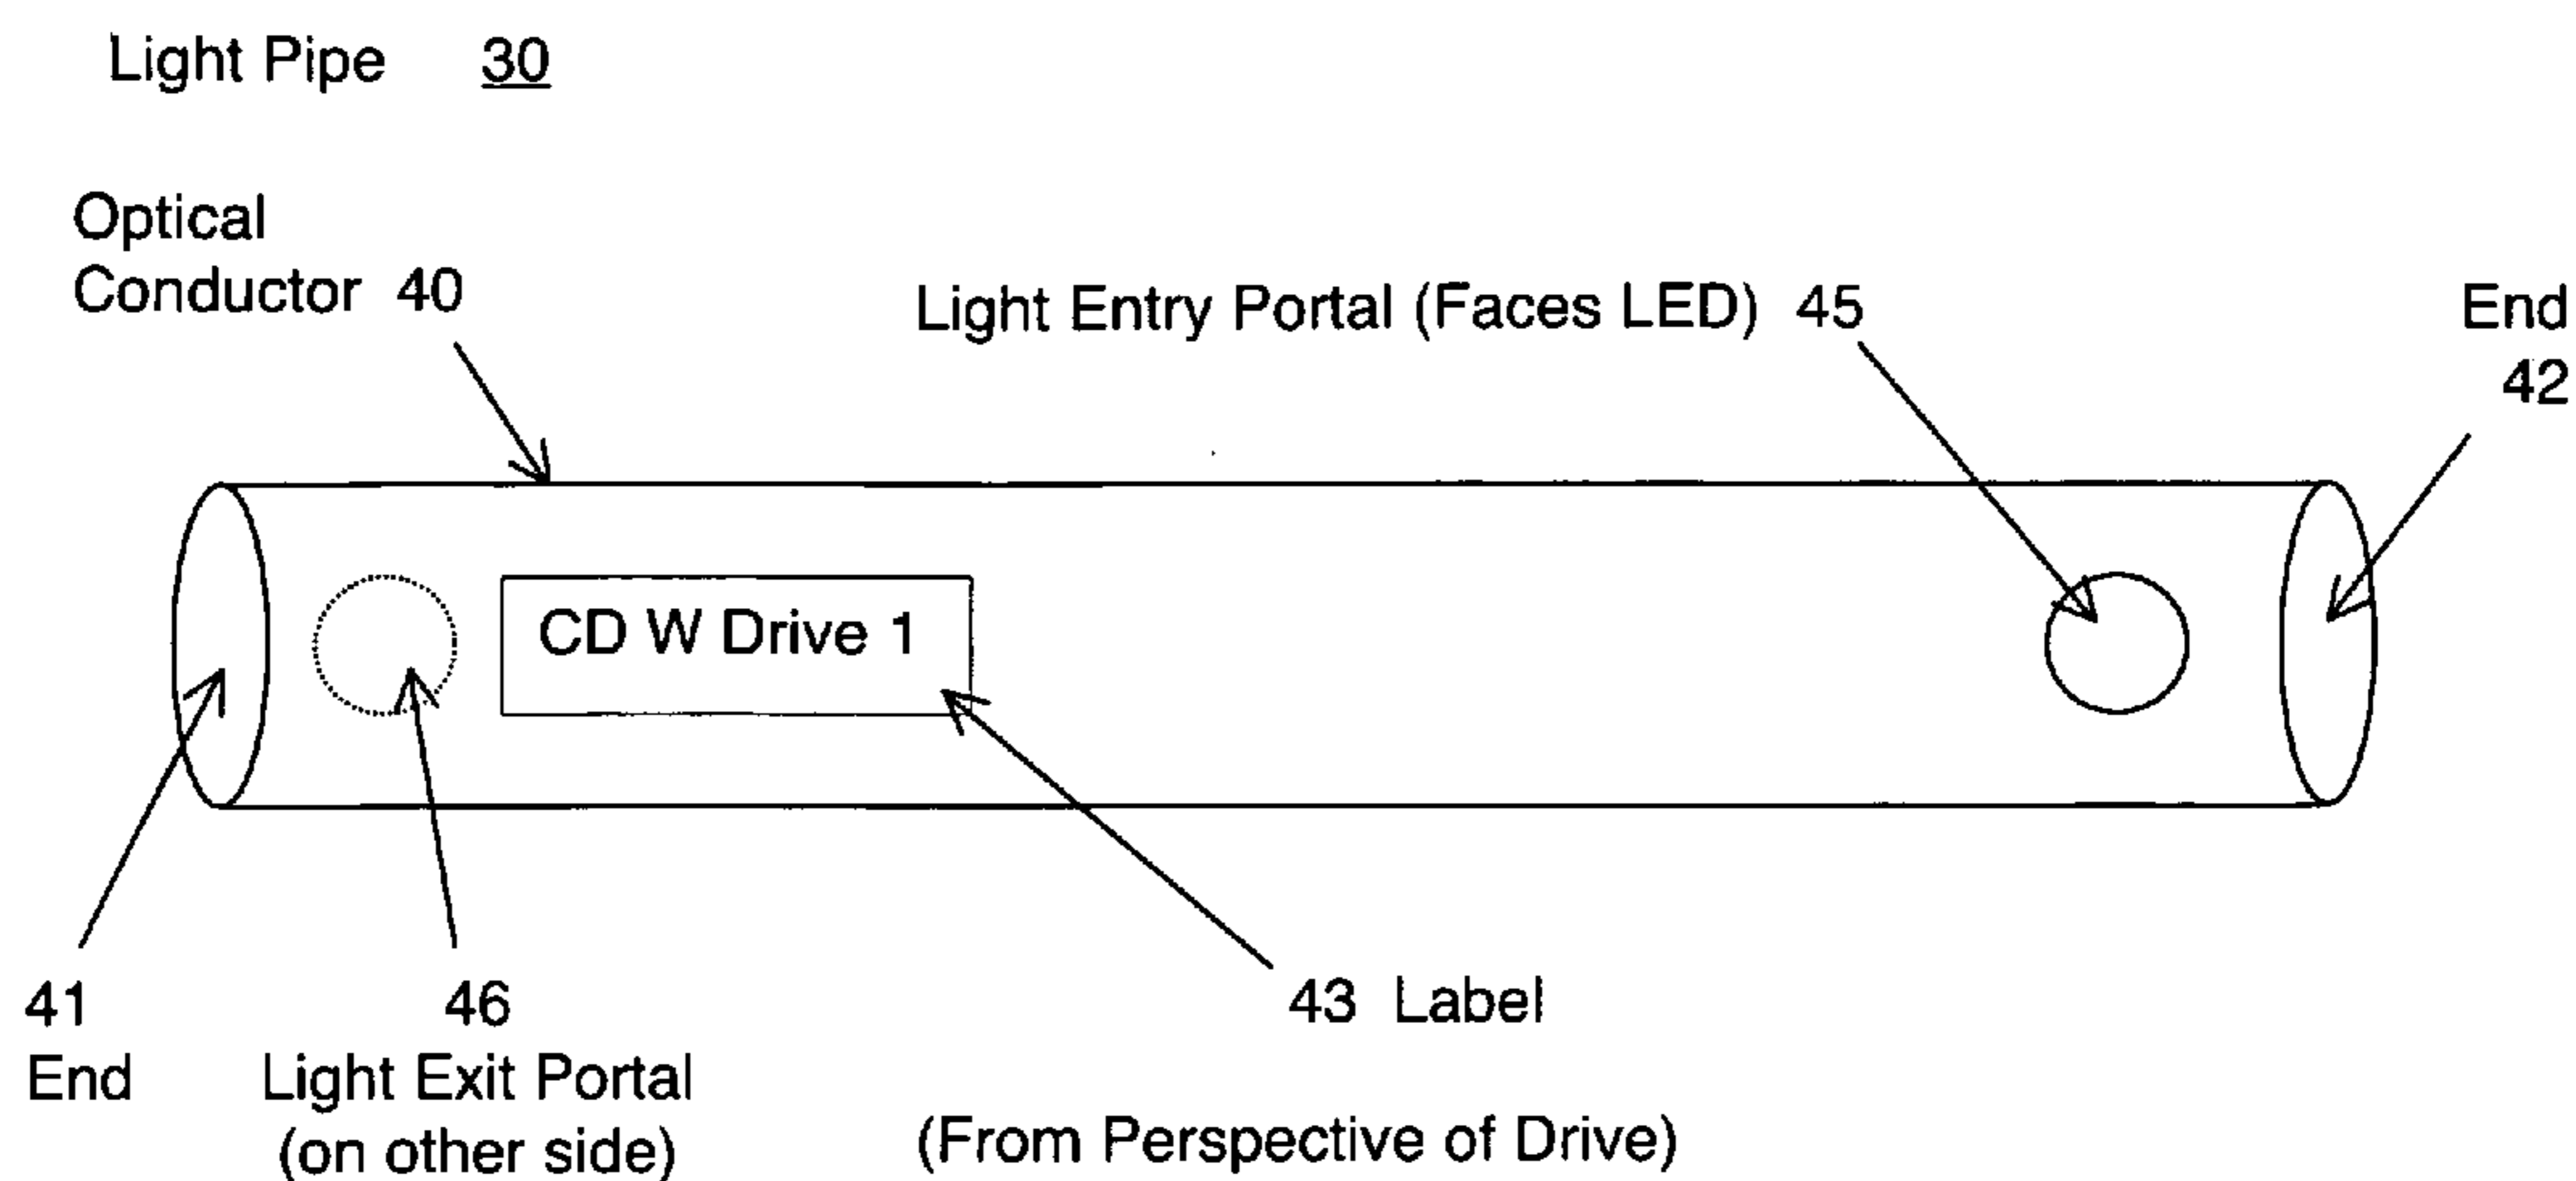 Light Pipe 30
Optical
Conductor 40
Light Entry Portal (Faces LED) 45
End
42
CD W Drive 1
41
End
46
Light Exit Portal
(on other side)
43 Label
(From Perspective of Drive)